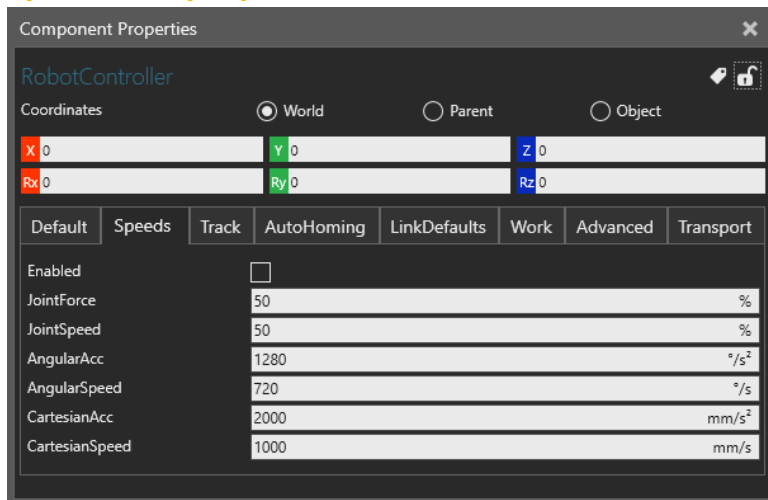 Component Properties
RobotController
Coordinates World Parent Object
X 0 Y 0 Z 0
Rx 0 Ry 0 Rz 0
Default Speeds Track AutoHoming LinkDefaults Work Advanced Transport
Enabled
JointForce 50 %
JointSpeed 50 %
AngularAcc 1280 °/s²
AngularSpeed 720 °/s
CartesianAcc 2000 mm/s²
CartesianSpeed 1000 mm/s